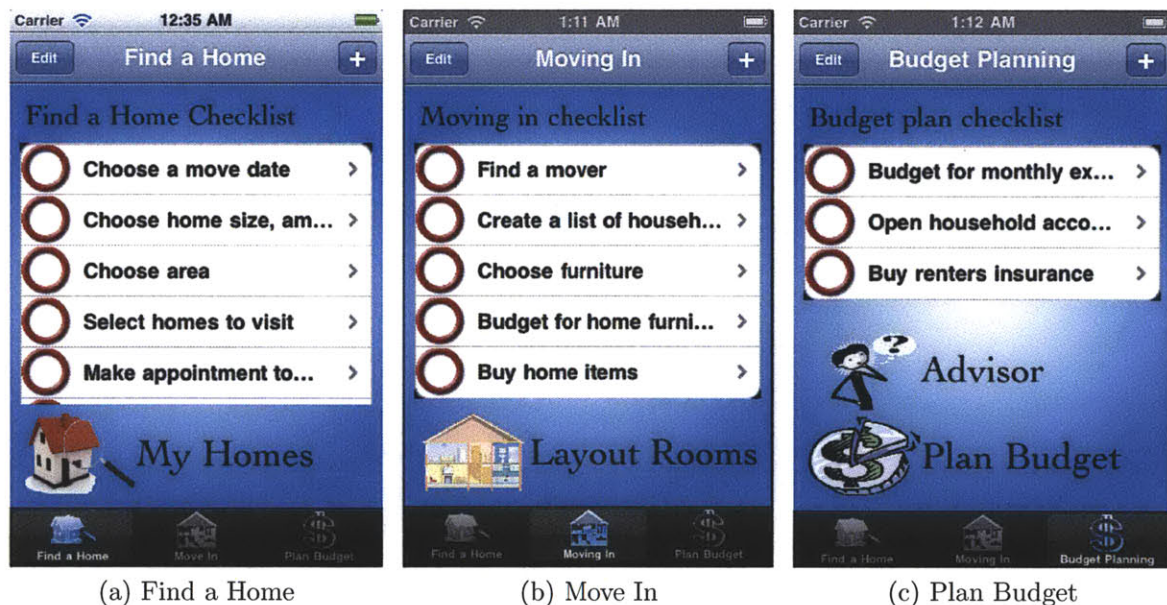 Carrier 12:35 AM
Edit Find a Home +
Find a Home Checklist
Choose a move date >
Choose home size, am... >
Choose area >
Select homes to visit >
Make appointment to... >
My Homes
Find a Home Move In Plan Budget
(a) Find a Home
Carrier 1:11 AM
Edit Moving In +
Moving in checklist
Find a mover >
Create a list of househ... >
Choose furniture >
Budget for home furni... >
Buy home items >
Layout Rooms
Find a Home Moving In Plan Budget
(b) Move In
Carrier 1:12 AM
Edit Budget Planning +
Budget plan checklist
Budget for monthly ex... >
Open household acco... >
Buy renters insurance >
?
Advisor
Plan Budget
$
Find a Home Moving In Budget Planning
(c) Plan Budget